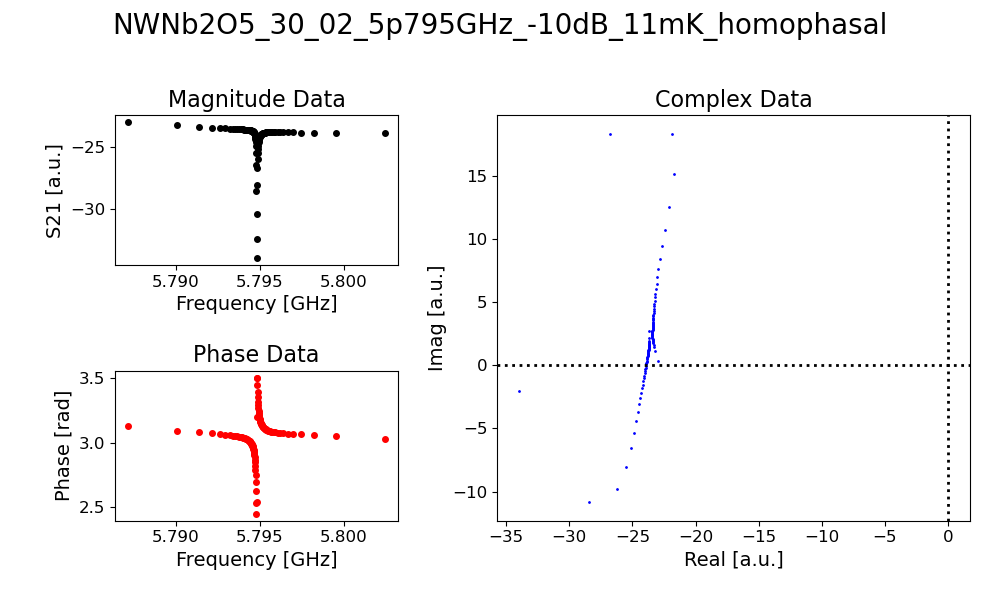 NWNb2O5_30_02_5p795GHz_-10dB_11mK_homophasal
Magnitude Data
S21 [a.u.]
−25
−30
5.790 5.795 5.800
Frequency [GHz]
Phase Data
Phase [rad]
3.5
3.0
2.5
5.790 5.795 5.800
Frequency [GHz]
Complex Data
Imag [a.u.]
15
10
5
0
−5
−10
−35 −30 −25 −20 −15 −10 −5 0
Real [a.u.]